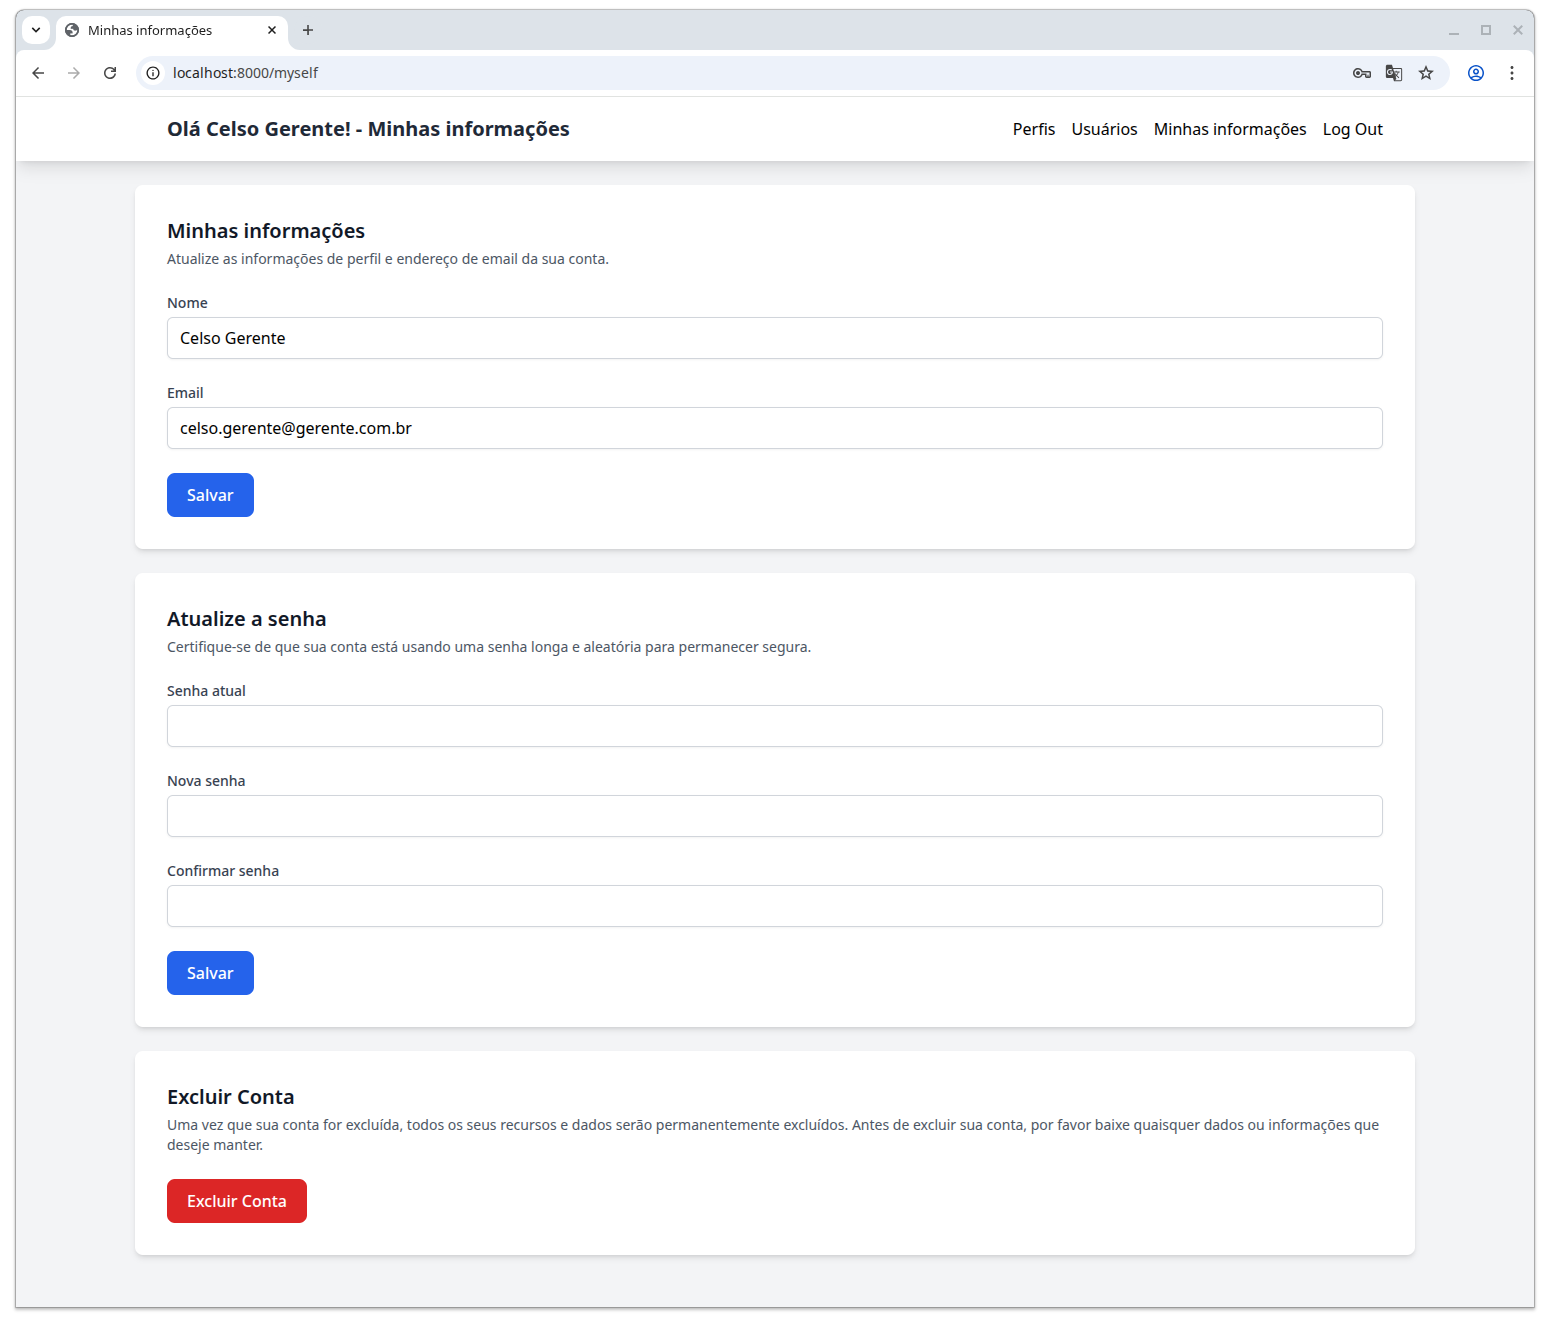 Minhas informações
localhost:8000/myself
Olá Celso Gerente! - Minhas informações
Perfis Usuários Minhas informações Log Out
Minhas informações
Atualize as informações de perfil e endereço de email da sua conta.
Nome
Celso Gerente
Email
celso.gerente@gerente.com.br
Salvar
Atualize a senha
Certifique-se de que sua conta está usando uma senha longa e aleatória para permanecer segura.
Senha atual
Nova senha
Confirmar senha
Salvar
Excluir Conta
Uma vez que sua conta for excluída, todos os seus recursos e dados serão permanentemente excluídos. Antes de excluir sua conta, por favor baixe quaisquer dados ou informações que
deseje manter.
Excluir Conta